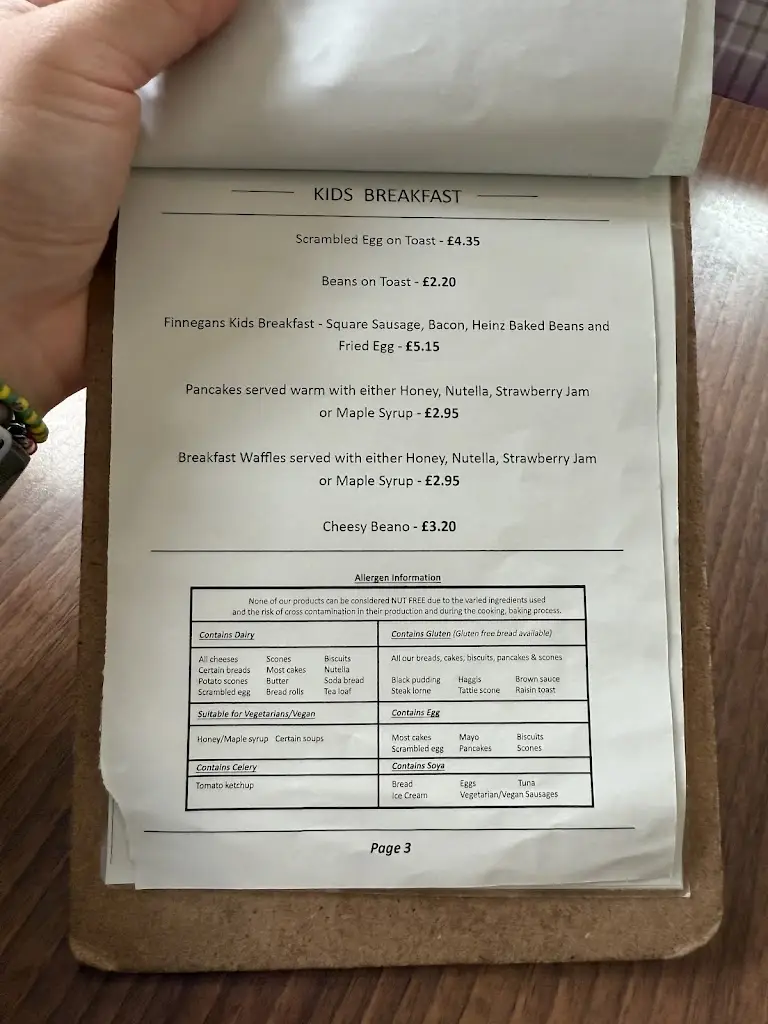 KIDS BREAKFAST
Scrambled Egg on Toast - £4.35
Beans on Toast - £2.20
Finnegans Kids Breakfast - Square Sausage, Bacon, Heinz Baked Beans and
Fried Egg - £5.15
Pancakes served warm with either Honey, Nutella, Strawberry Jam
or Maple Syrup - £2.95
Breakfast Waffles served with either Honey, Nutella, Strawberry Jam
or Maple Syrup - £2.95
Cheesy Beano - £3.20
Allergen Information
None of our products can be considered NUT FREE due to the varied ingredients used
and the risk of cross contamination in their production and during the cooking, baking process.
Contains Dairy
All cheeses Scones Biscuits
Certain breads Most cakes Nutella
Potato scones Butter Soda bread
Scrambled egg Bread rolls Tea loaf
Contains Gluten (Gluten free bread available)
All our breads, cakes, biscuits, pancakes & scones
Black pudding Haggis Brown sauce
Steak lorne Tattie scone Raisin toast
Suitable for Vegetarians/Vegan
Honey/Maple syrup Certain soups
Contains Egg
Most cakes Mayo Biscuits
Scrambled egg Pancakes Scones
Contains Celery
Tomato ketchup
Contains Soya
Bread Eggs Tuna
Ice Cream Vegetarian/Vegan Sausages
Page 3